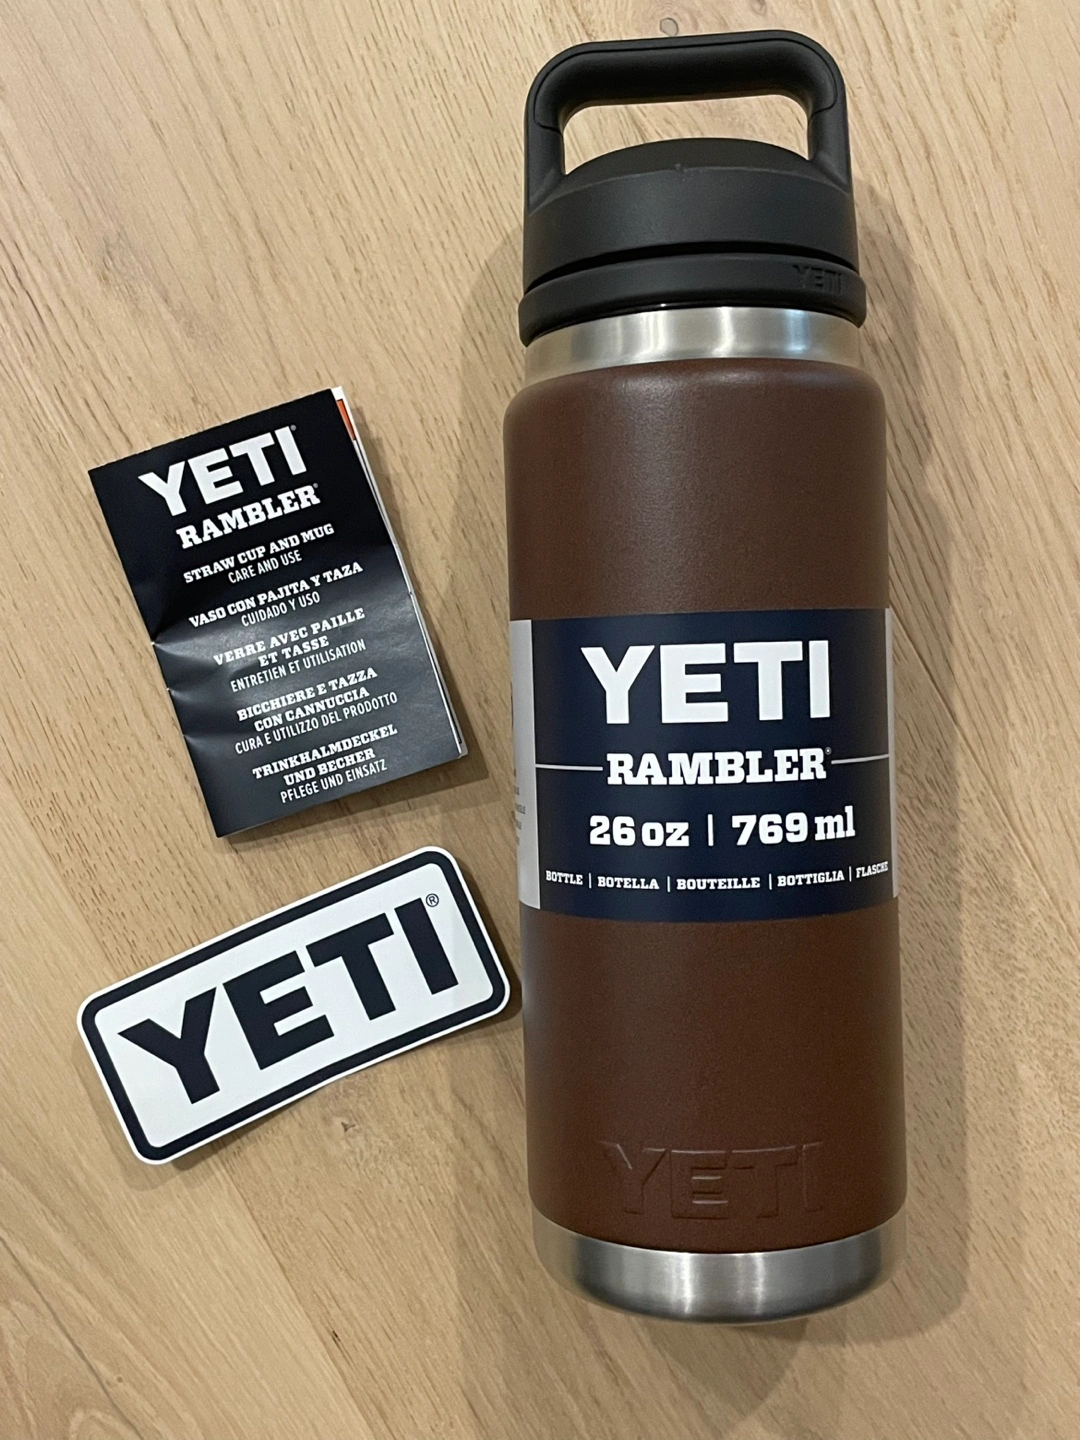 YETI
YETI®
RAMBLER®
STRAW CUP AND MUG
CARE AND USE
VASO CON PAJITA Y TAZA
CUIDADO Y USO
VERRE AVEC PAILLE
ET TASSE
ENTRETIEN ET UTILISATION
BICCHIERE E TAZZA
CON CANNUCCIA
CURA E UTILIZZO DEL PRODOTTO
TRINKHALMDECKEL
UND BECHER
PFLEGE UND EINSATZ
YETI
RAMBLER®
26 oz | 769 ml
BOTTLE | BOTELLA | BOUTEILLE | BOTTIGLIA | FLASCHE
YETI®
YETI